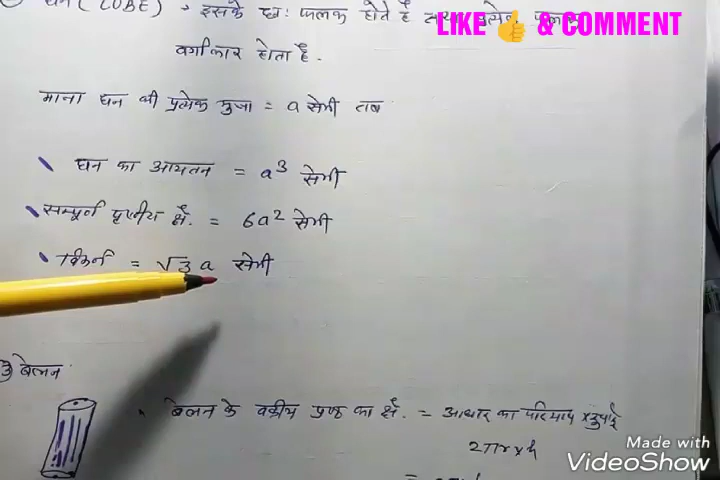 घन (CUBE) → इसके छः फलक होते है तथा प्रत्येक फलक
LIKE 👍 & COMMENT
वर्गाकार होता है.
माना घन की प्रत्येक भुजा = a सेमी तब
घन का आयतन = a³ सेमी
सम्पूर्ण पृष्ठीय क्षे. = 6a² सेमी
विकर्ण = √3 a सेमी
3) बेलन
बेलन के वक्रीय पृष्ठ का क्षे. = आधार का परिमाप × ऊंचाई
2πr×h
Made with
VideoShow